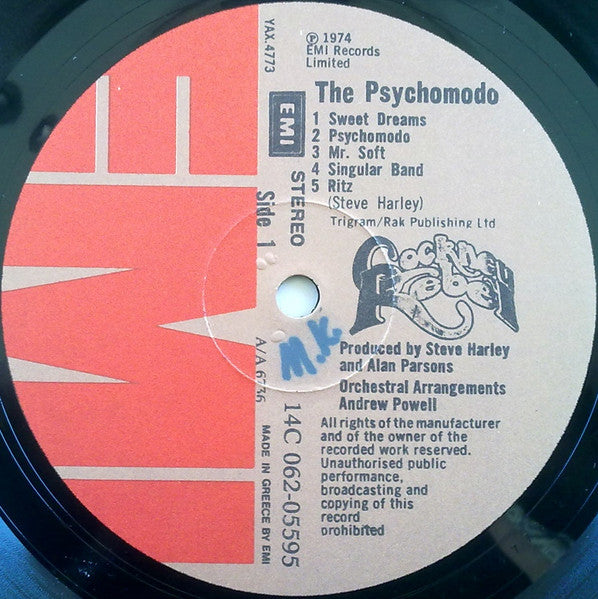 ℗ 1974
EMI Records
Limited
YAX.4773
The Psychomodo
EMI
STEREO
Side 1
1 Sweet Dreams
2 Psychomodo
3 Mr. Soft
4 Singular Band
5 Ritz
(Steve Harley)
Trigram/Rak Publishing Ltd
Cockney
Rebel
M.K.
Produced by Steve Harley
and Alan Parsons
Orchestral Arrangements
Andrew Powell
All rights of the manufacturer
and of the owner of the
recorded work reserved.
Unauthorised public
performance,
broadcasting and
copying of this
record
prohibited
A/A 6736
14C 062-05595
MADE IN GREECE BY EMI
EMI